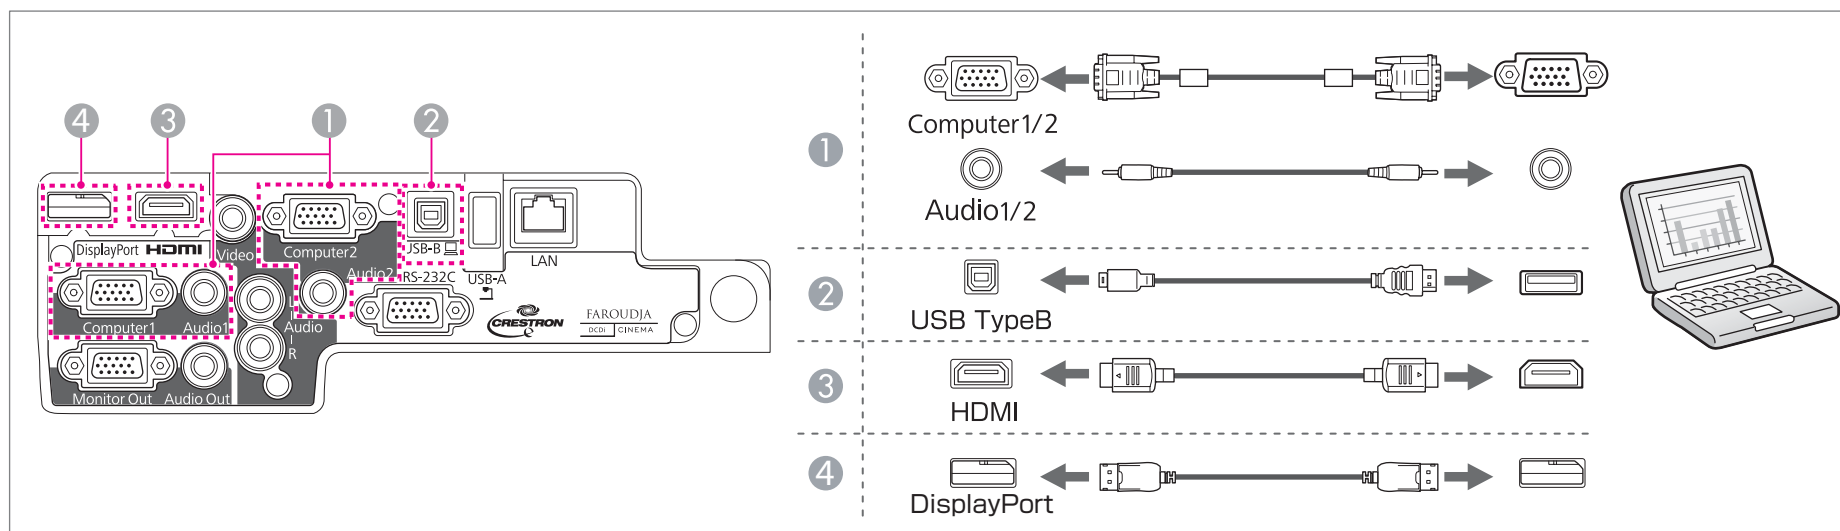 4
3
1
2
DisplayPort
HDMI
Video
Computer2
USB-B
LAN
Audio2
RS-232C
USB-A
Computer1
Audio1
L
Audio
R
CRESTRON
e
FAROUDJA
DCDi CINEMA
Monitor Out
Audio Out
1
Computer1/2
Audio1/2
2
USB TypeB
3
HDMI
4
DisplayPort